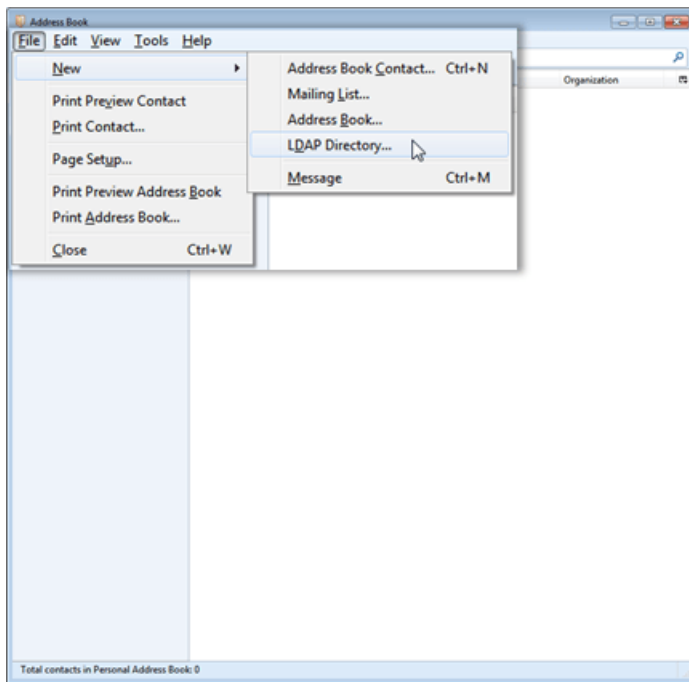 Address Book
File Edit View Tools Help
New
Print Preview Contact
Print Contact...
Page Setup...
Print Preview Address Book
Print Address Book...
Close Ctrl+W
Address Book Contact... Ctrl+N
Mailing List...
Address Book...
LDAP Directory...
Message Ctrl+M
Organization
Total contacts in Personal Address Book: 0